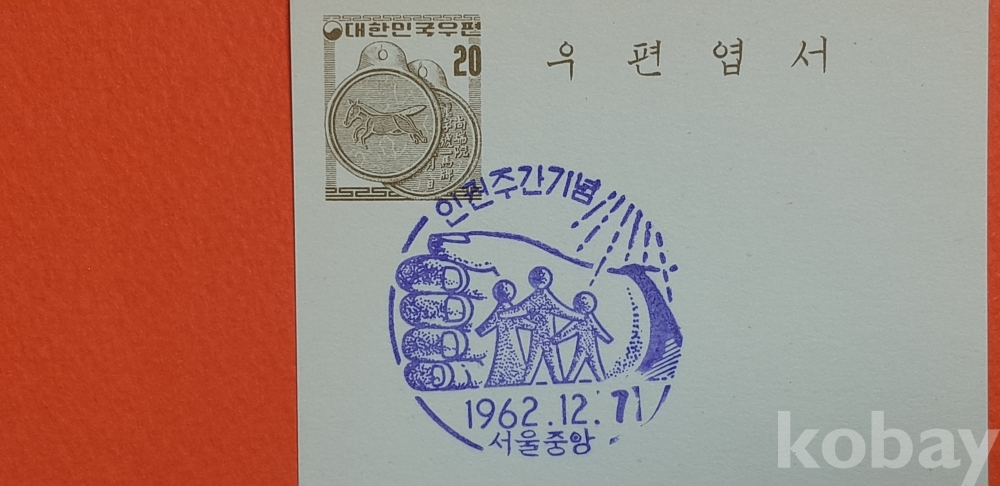 대한민국우편
20
우편엽서
인권주간기념
1962.12.
서울중앙
kobay